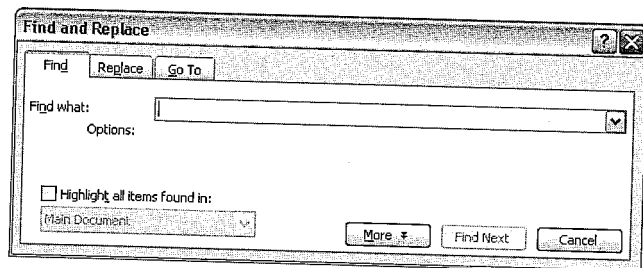 Find and Replace
Find Replace Go To
Find what:
Options:
Highlight all items found in:
Main Document
More Find Next Cancel